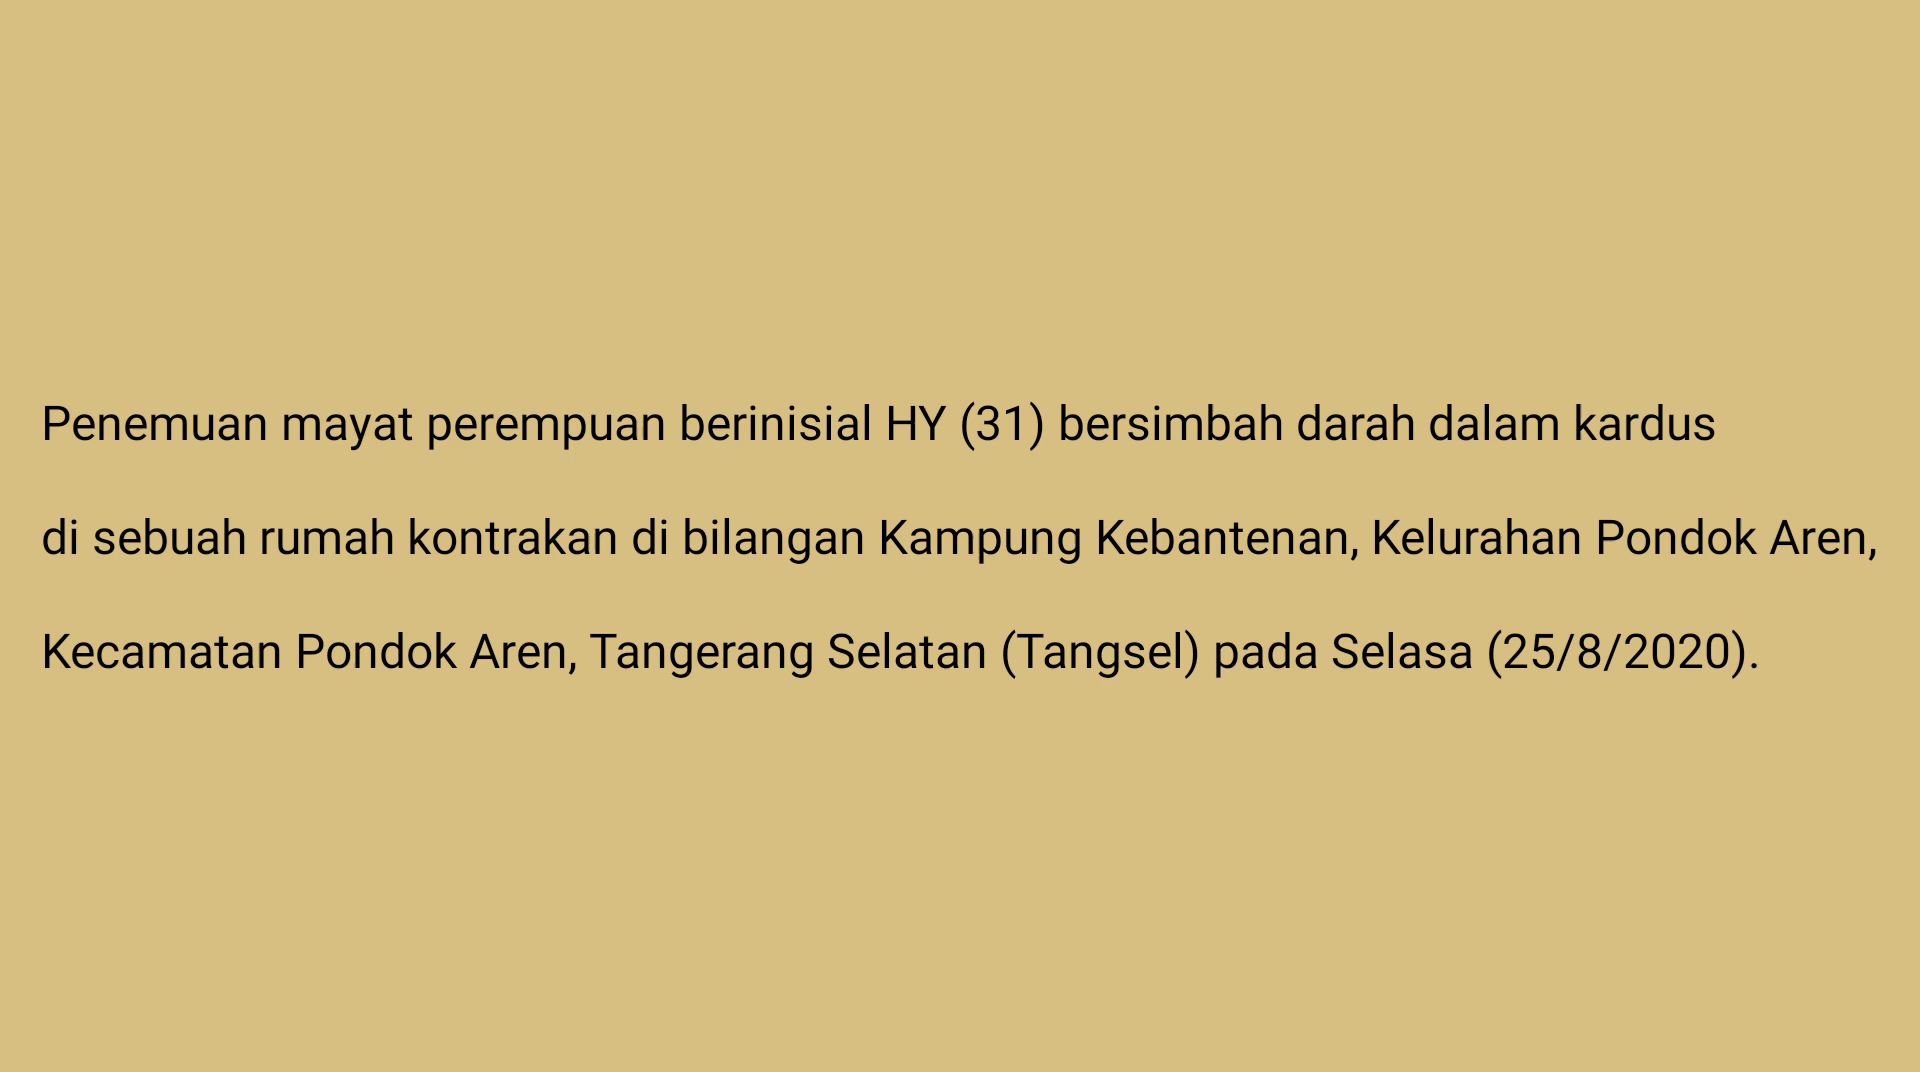 Penemuan mayat perempuan berinisial HY (31) bersimbah darah dalam kardus
di sebuah rumah kontrakan di bilangan Kampung Kebantenan, Kelurahan Pondok Aren,
Kecamatan Pondok Aren, Tangerang Selatan (Tangsel) pada Selasa (25/8/2020).